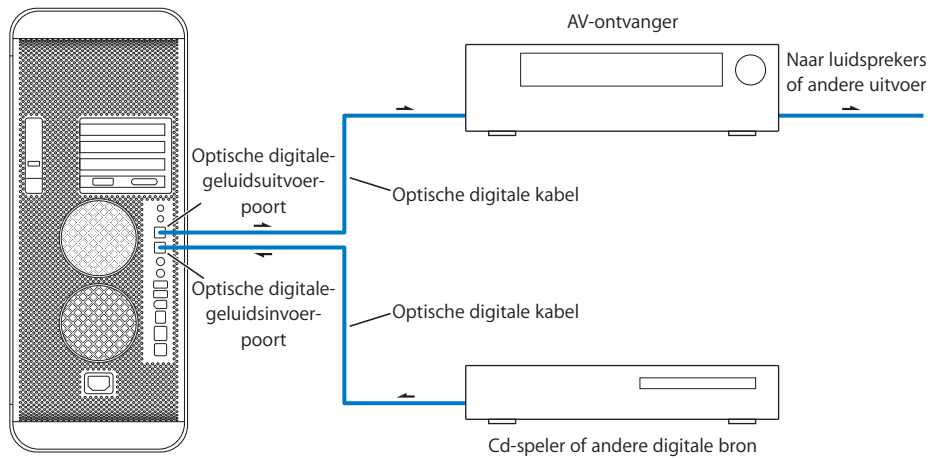 AV-ontvanger
Naar luidsprekers
of andere uitvoer
Optische digitale-
geluidsuitvoer-
poort
Optische digitale kabel
Optische digitale-
geluidsinvoer-
poort
Optische digitale kabel
Cd-speler of andere digitale bron